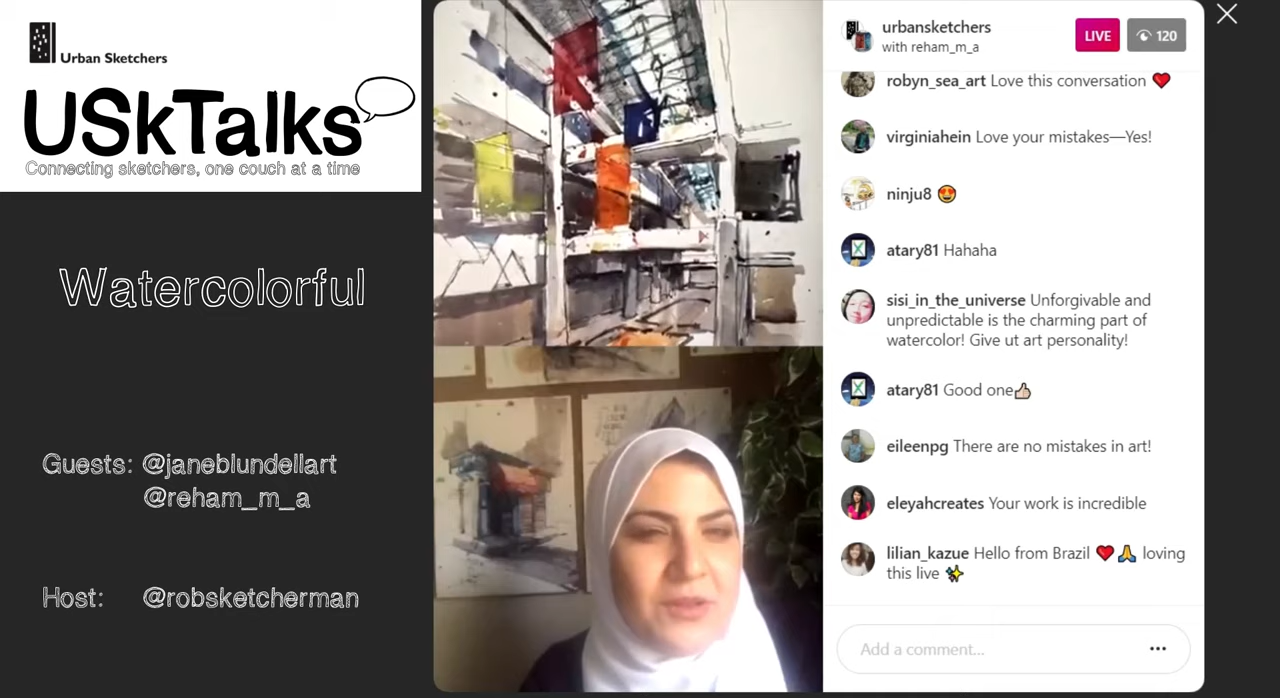 Urban Sketchers
USkTalks
Connecting sketchers, one couch at a time
Watercolorful
Guests: @janeblundellart
@reham_m_a
Host: @robsketcherman
urbansketchers
with reham_m_a
LIVE
120
robyn_sea_art Love this conversation ❤️
virginiahein Love your mistakes—Yes!
ninju8 😍
atary81 Hahaha
sisi_in_the_universe Unforgivable and
unpredictable is the charming part of
watercolor! Give ut art personality!
atary81 Good one👍🏻
eileenpg There are no mistakes in art!
eleyahcreates Your work is incredible
lilian_kazue Hello from Brazil ❤️🙏 loving
this live ✨
Add a comment...